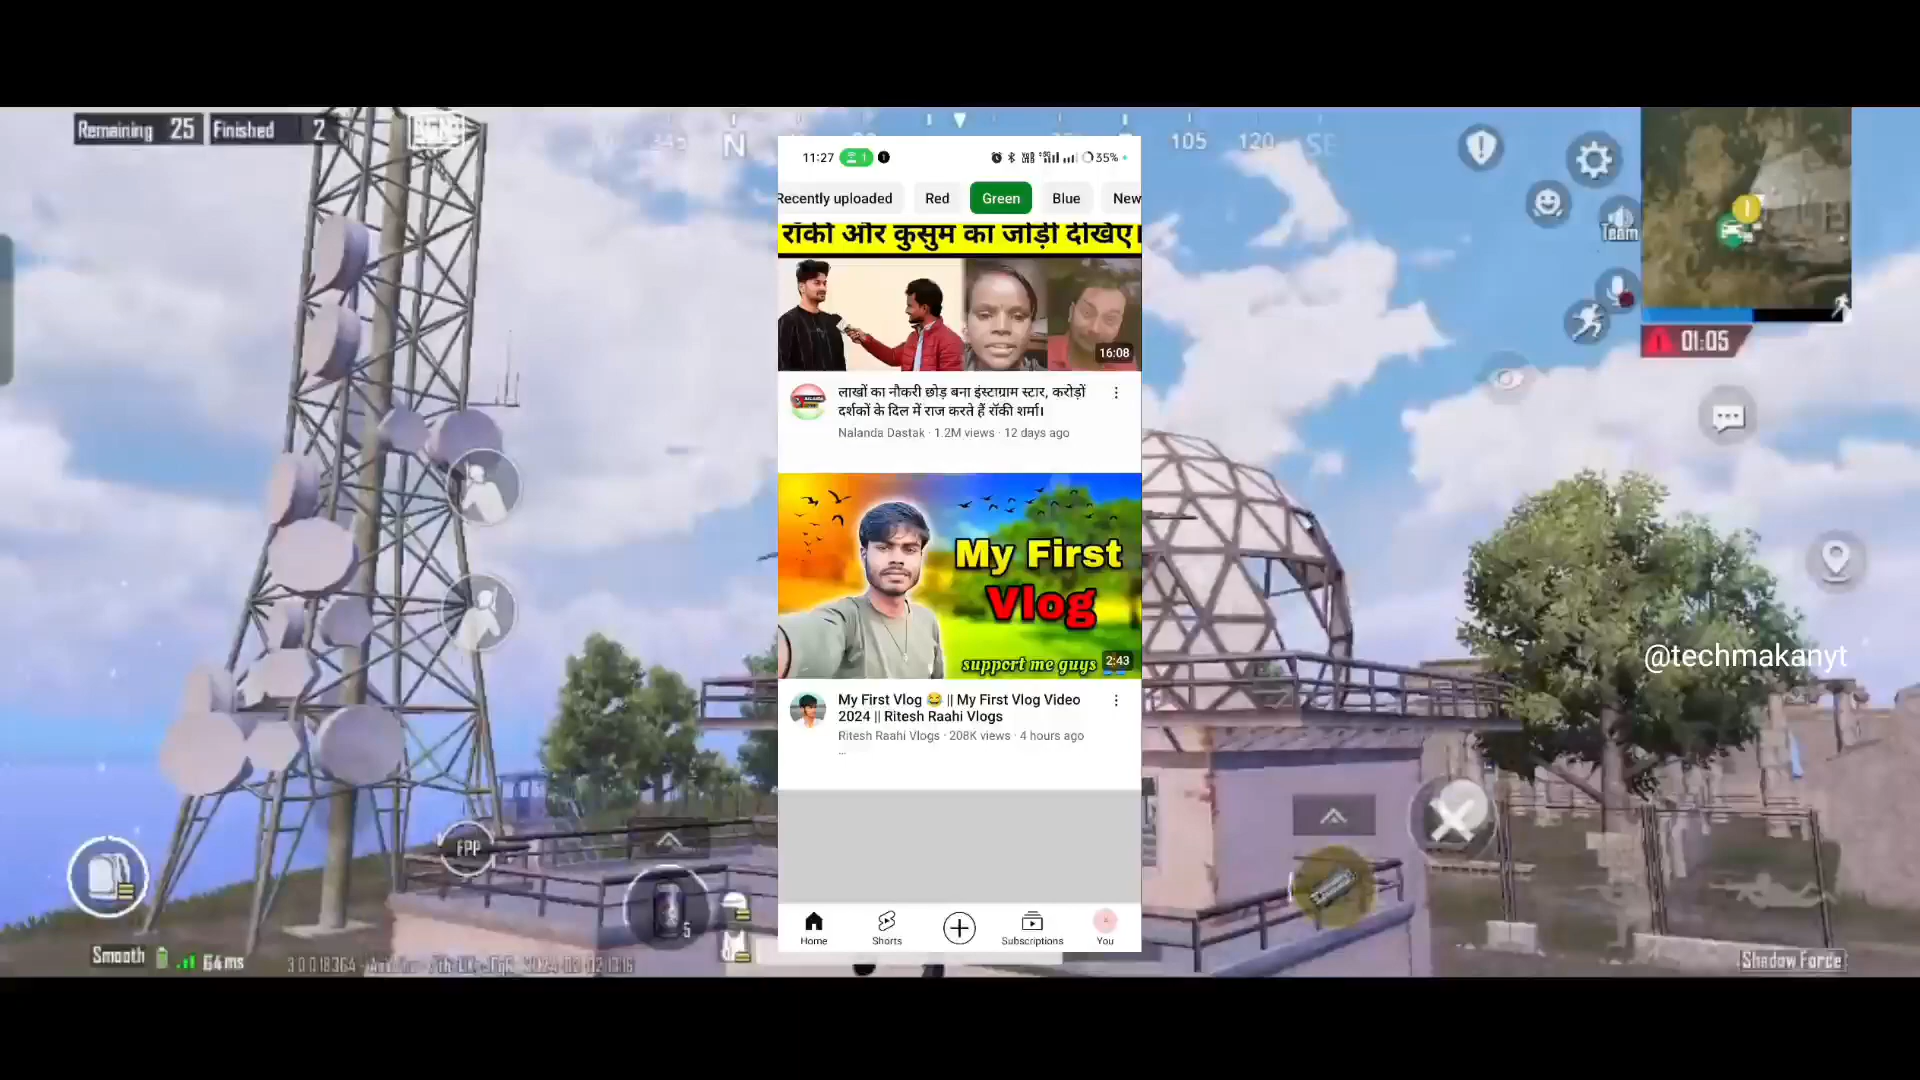 Remaining 25 Finished 2
N
105 120 SE
Team
01:05
11:27 1
35%
Recently uploaded Red Green Blue New
रॉकी और कुसुम का जोड़ी देखिए।
16:08
लाखों का नौकरी छोड़ बना इंस्टाग्राम स्टार, करोड़ों
दर्शकों के दिल में राज करते हैं रॉकी शर्मा।
Nalanda Dastak · 1.2M views · 12 days ago
My First
Vlog
support me guys
2:43
My First Vlog 😂 || My First Vlog Video
2024 || Ritesh Raahi Vlogs
Ritesh Raahi Vlogs · 208K views · 4 hours ago
...
@techmakanyt
FPP
5
Home Shorts Subscriptions You
Smooth 64ms
Shadow Force